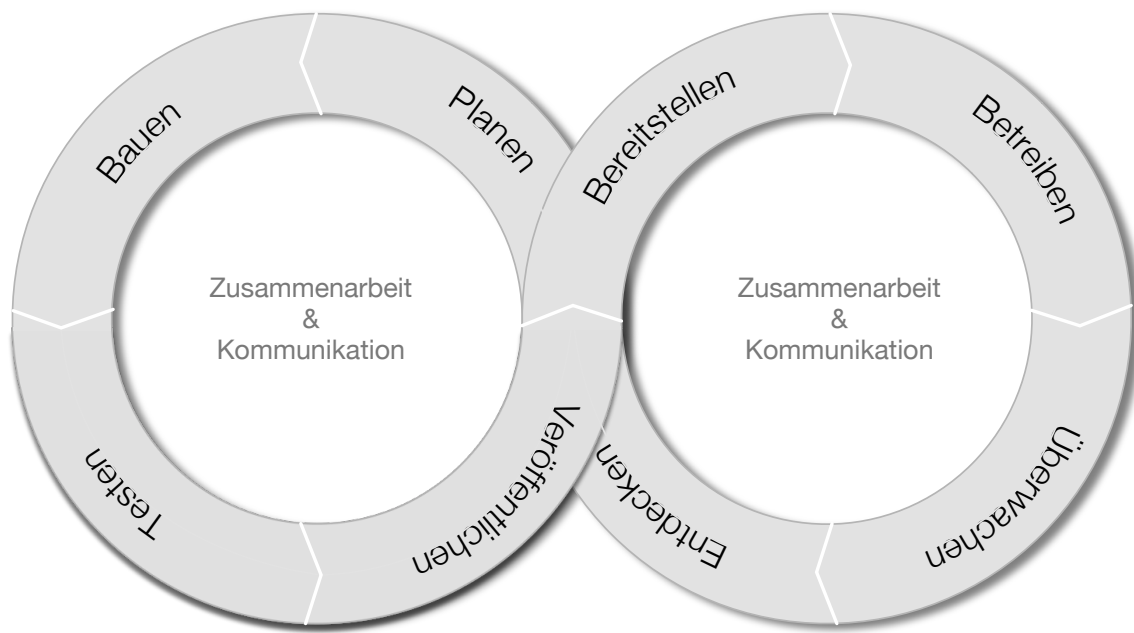 Planen
Bauen
Testen
Veröffentlichen
Bereitstellen
Betreiben
Überwachen
Entdecken
Zusammenarbeit
&
Kommunikation
Zusammenarbeit
&
Kommunikation